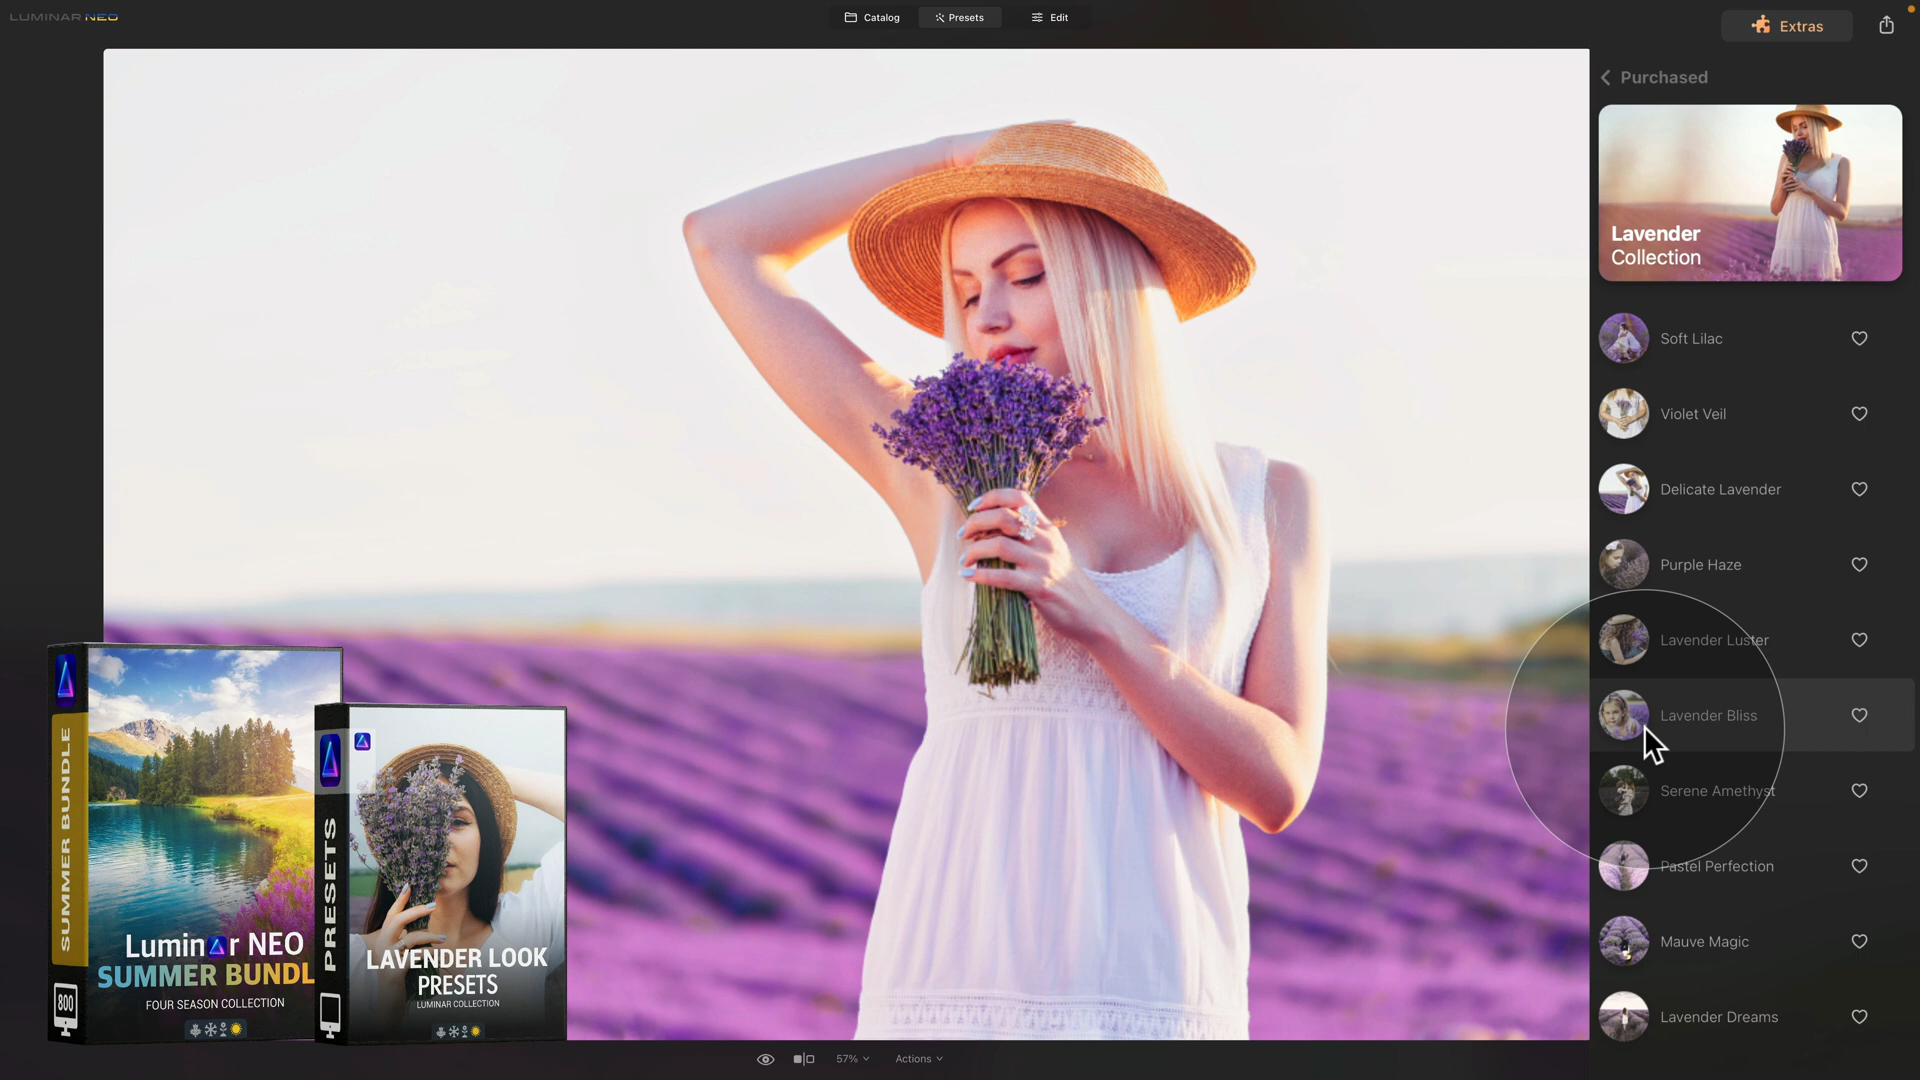 LUMINAR NEO
Catalog
Presets
Edit
Extras
Purchased
Lavender
Collection
Soft Lilac
Violet Veil
Delicate Lavender
Purple Haze
Lavender Luster
Lavender Bliss
Serene Amethyst
Pastel Perfection
Mauve Magic
Lavender Dreams
SUMMER BUNDLE
800
Luminar NEO
SUMMER BUNDL
FOUR SEASON COLLECTION
PRESETS
LAVENDER LOOK
PRESETS
LUMINAR COLLECTION
57%
Actions